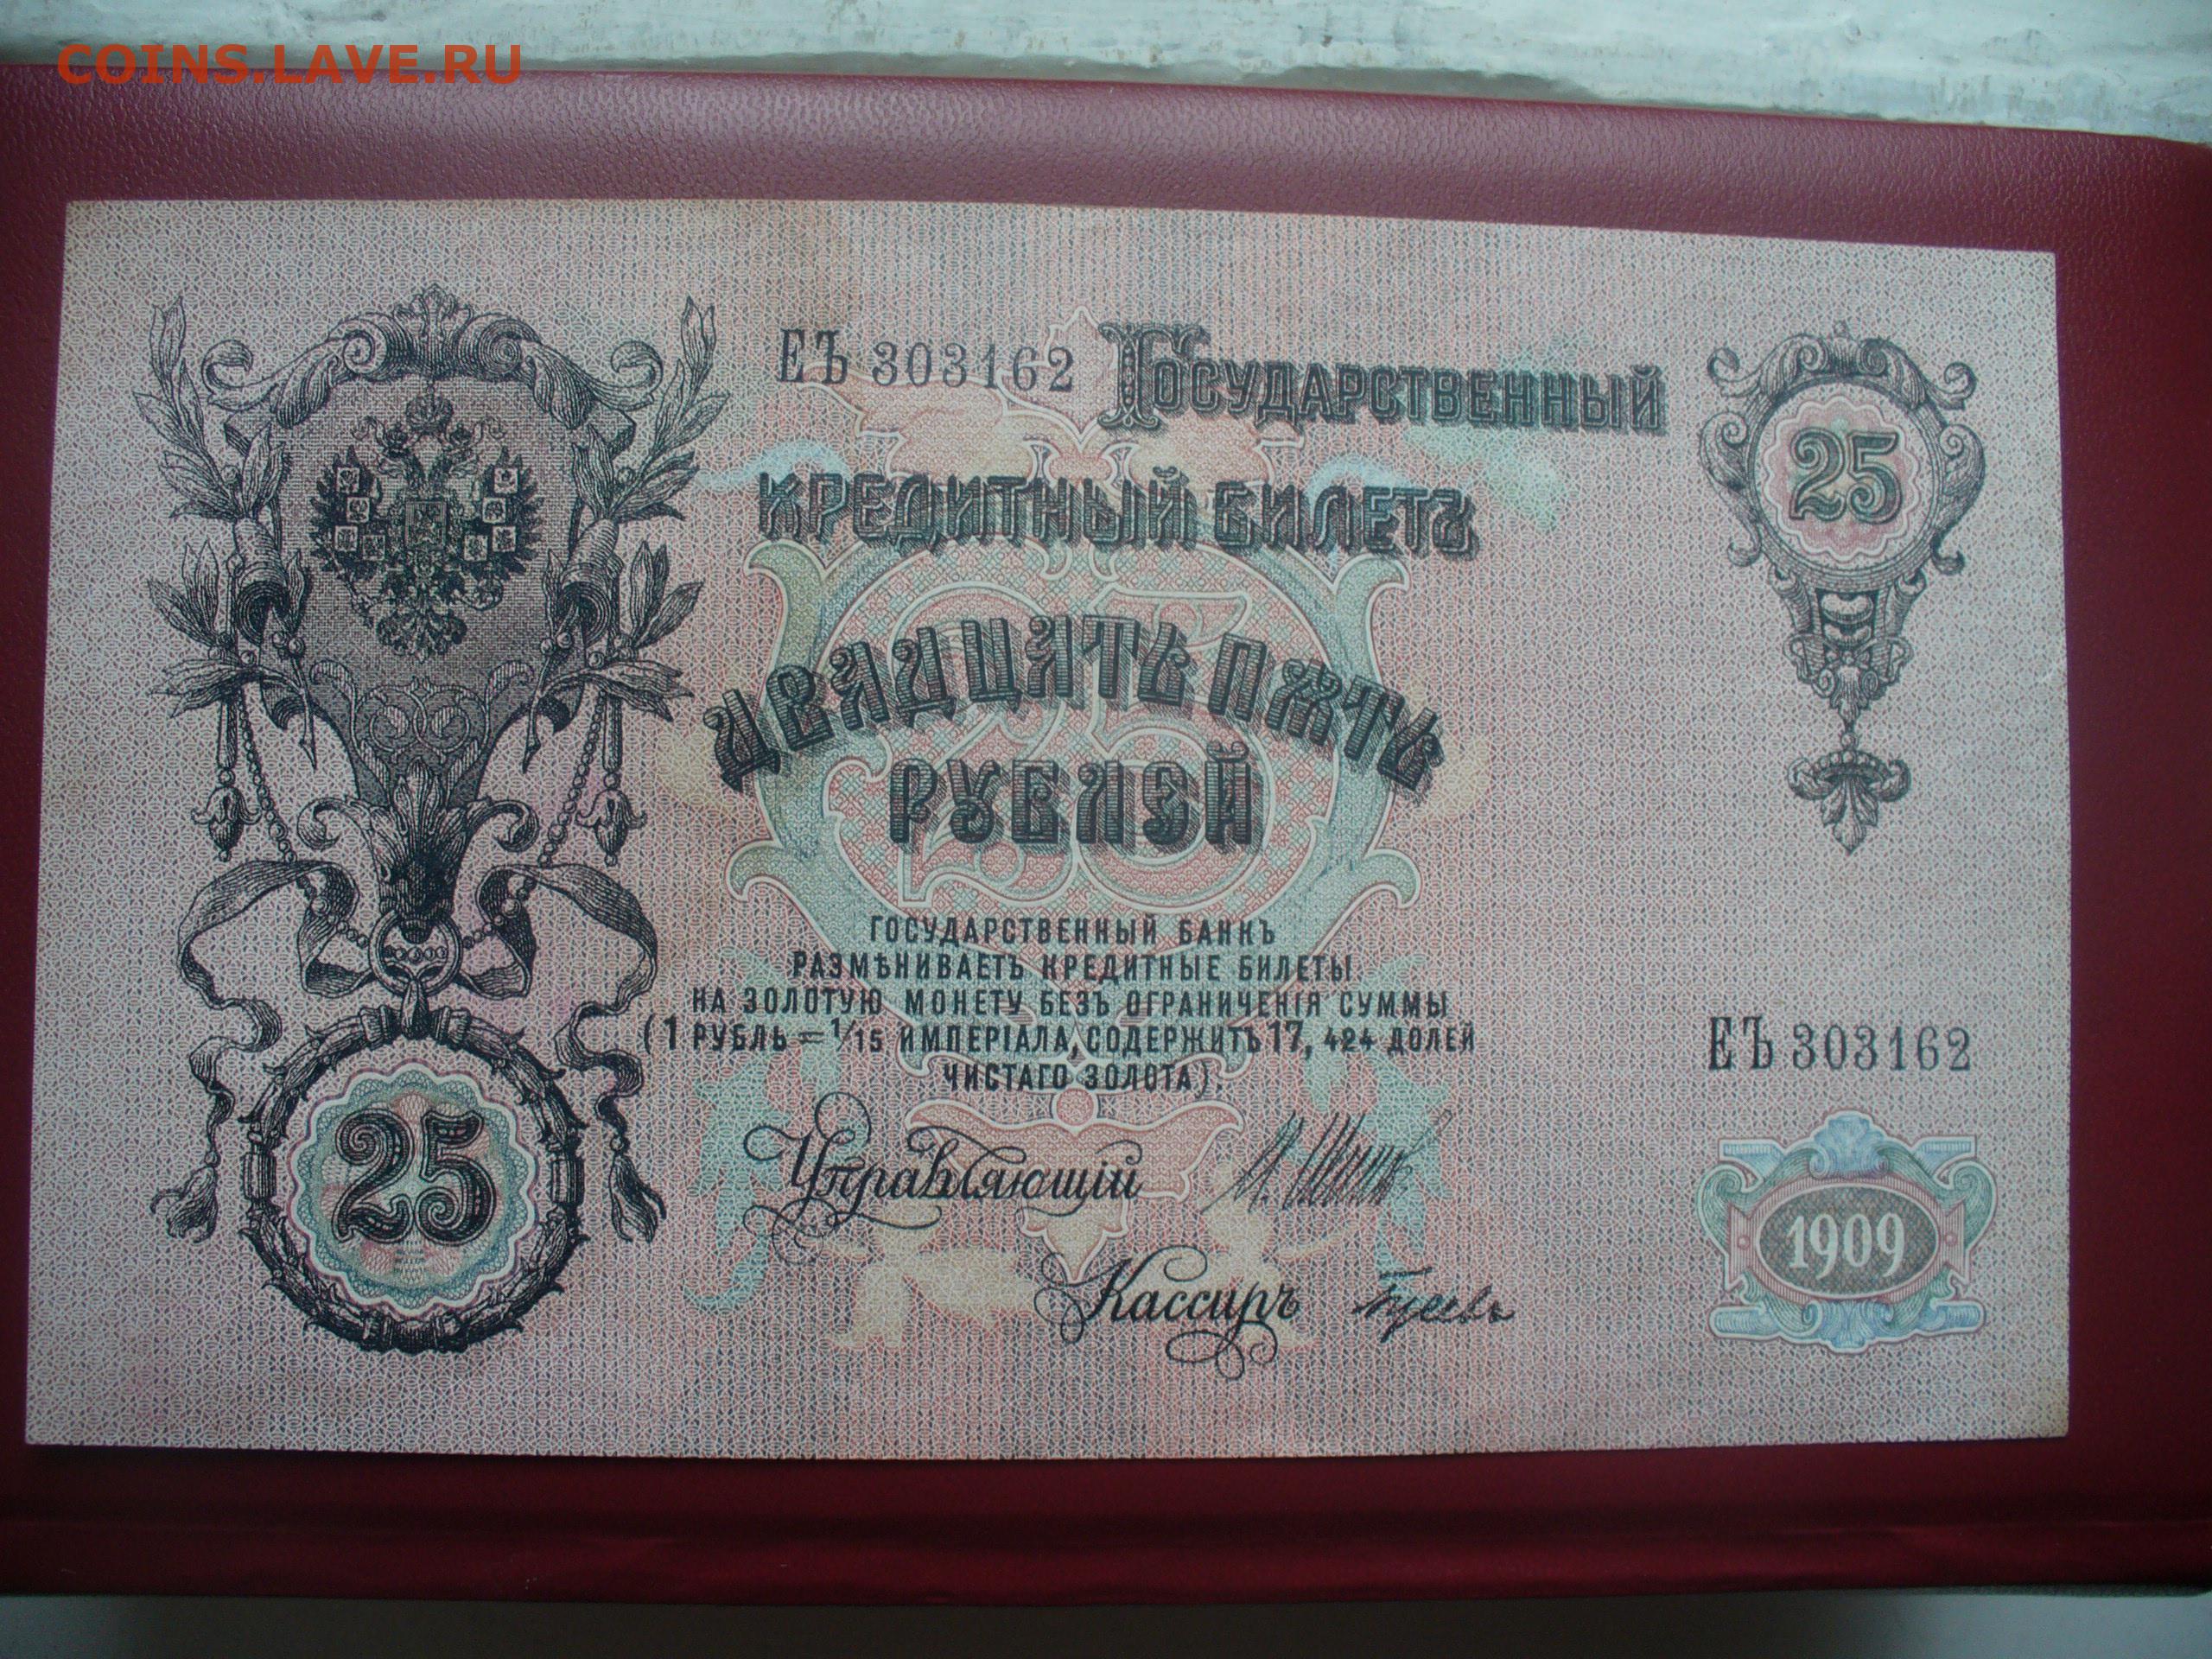 COINS.LAVE.RU
ЕЪ 303162
Государственный
25
КРЕДИТНЫЙ БИЛЕТЪ
ДВАДЦАТЬ ПЯТЬ
РУБЛЕЙ
25
ГОСУДАРСТВЕННЫЙ БАНКЪ
РАЗМѢНИВАЕТЪ КРЕДИТНЫЕ БИЛЕТЫ
НА ЗОЛОТУЮ МОНЕТУ БЕЗЪ ОГРАНИЧЕНІЯ СУММЫ
(1 РУБЛЬ = 1/15 ИМПЕРІАЛА, СОДЕРЖИТЪ 17, 424 ДОЛЕЙ
ЧИСТАГО ЗОЛОТА).
ЕЪ 303162
25
Управляющій
Кассиръ
1909